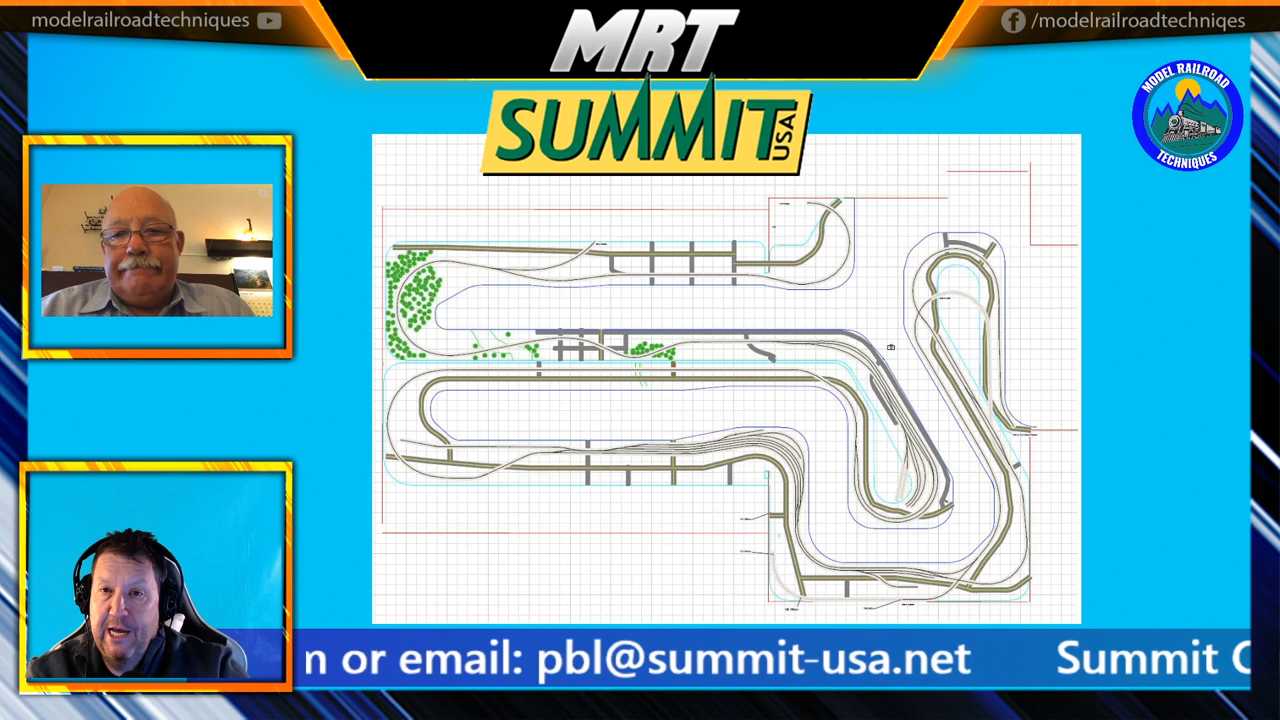 modelrailroadtechniques
MRT
/modelrailroadtechniqes
SUMMIT
USA
MODEL RAILROAD
TECHNIQUES
n or email: pbl@summit-usa.net
Summit C